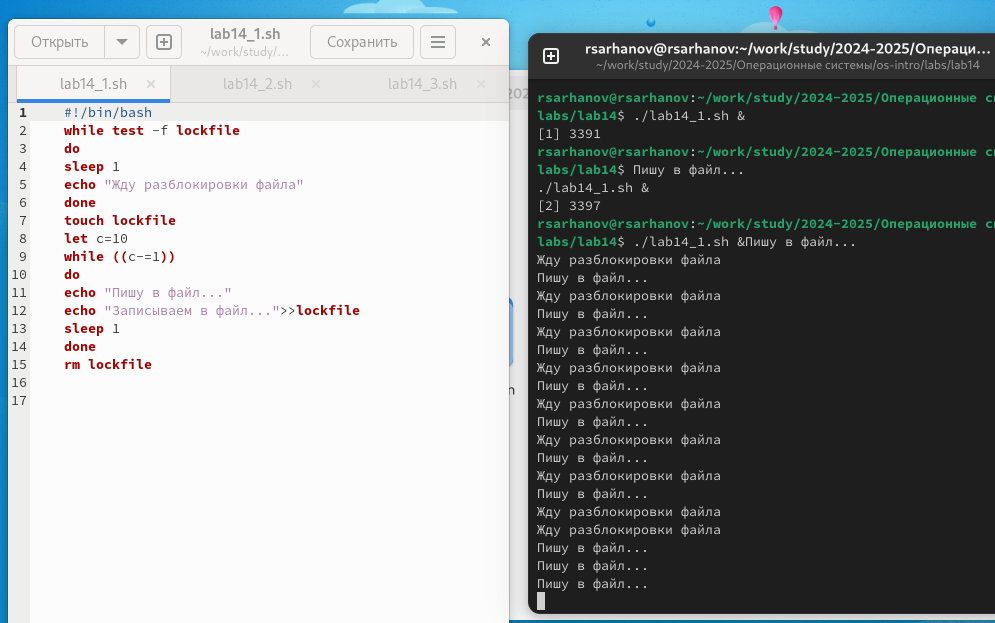 Открыть
lab14_1.sh
~/work/study/...
Сохранить
lab14_1.sh
lab14_2.sh
lab14_3.sh
1 #!/bin/bash
2 while test -f lockfile
3 do
4 sleep 1
5 echo "Жду разблокировки файла"
6 done
7 touch lockfile
8 let c=10
9 while ((c-=1))
10 do
11 echo "Пишу в файл..."
12 echo "Записываем в файл...">>lockfile
13 sleep 1
14 done
15 rm lockfile
16
17
rsarhanov@rsarhanov:~/work/study/2024-2025/Операци...
~/work/study/2024-2025/Операционные системы/os-intro/labs/lab14
rsarhanov@rsarhanov:~/work/study/2024-2025/Операционные
labs/lab14$ ./lab14_1.sh &
[1] 3391
rsarhanov@rsarhanov:~/work/study/2024-2025/Операционные
labs/lab14$ Пишу в файл...
./lab14_1.sh &
[2] 3397
rsarhanov@rsarhanov:~/work/study/2024-2025/Операционные
labs/lab14$ ./lab14_1.sh &Пишу в файл...
Жду разблокировки файла
Пишу в файл...
Жду разблокировки файла
Пишу в файл...
Жду разблокировки файла
Пишу в файл...
Жду разблокировки файла
Пишу в файл...
Жду разблокировки файла
Пишу в файл...
Жду разблокировки файла
Пишу в файл...
Жду разблокировки файла
Пишу в файл...
Жду разблокировки файла
Жду разблокировки файла
Пишу в файл...
Пишу в файл...
Пишу в файл...